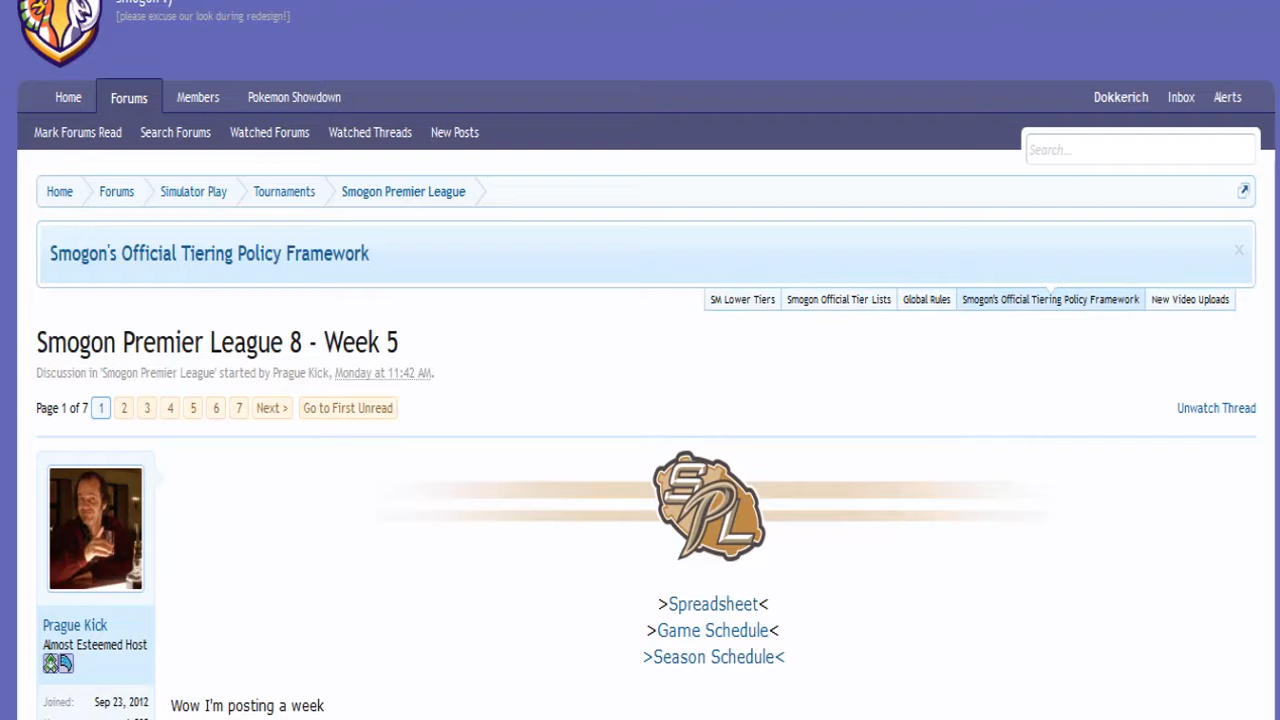 [please excuse our look during redesign!]
Home Forums Members Pokemon Showdown Dokkerich Inbox Alerts
Mark Forums Read Search Forums Watched Forums Watched Threads New Posts
Search...
Home Forums Simulator Play Tournaments Smogon Premier League
Smogon's Official Tiering Policy Framework
x
SM Lower Tiers Smogon Official Tier Lists Global Rules Smogon's Official Tiering Policy Framework New Video Uploads
Smogon Premier League 8 - Week 5
Discussion in 'Smogon Premier League' started by Prague Kick, Monday at 11:42 AM.
Page 1 of 7 1 2 3 4 5 6 7 Next > Go to First Unread Unwatch Thread
SPL
>Spreadsheet<
>Game Schedule<
>Season Schedule<
Prague Kick
Almost Esteemed Host
Joined: Sep 23, 2012
Wow I'm posting a week